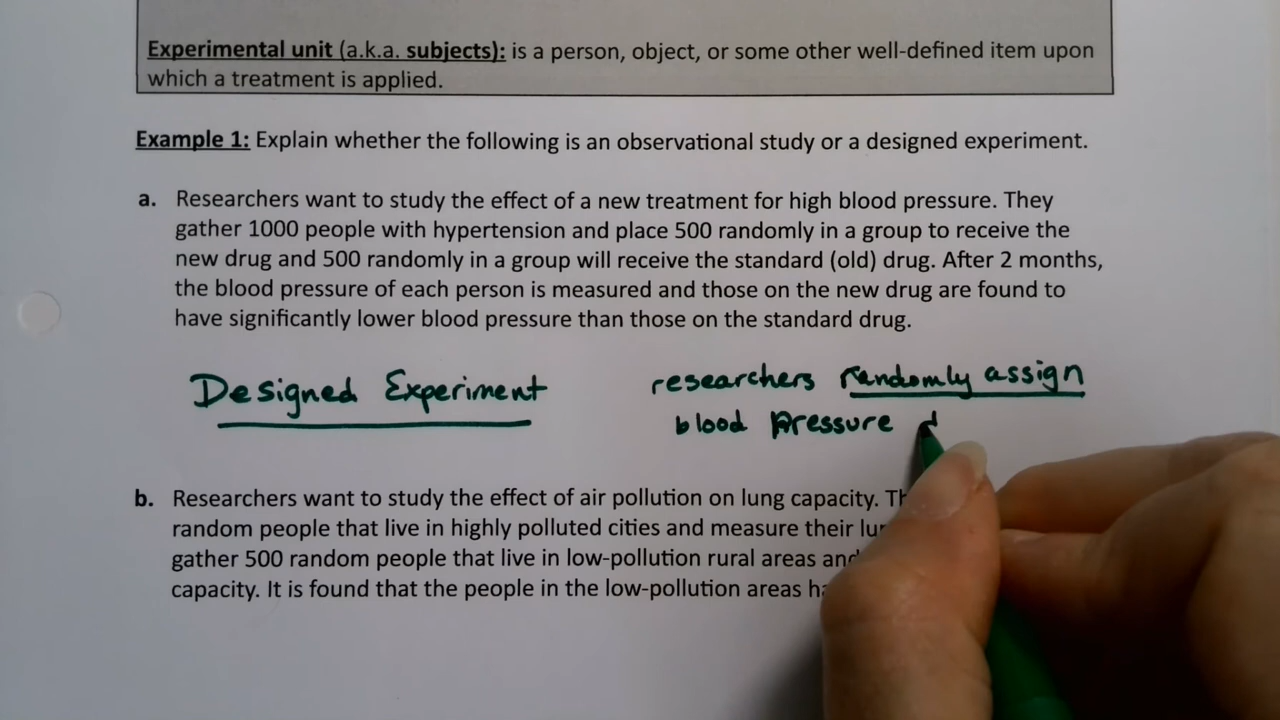 Experimental unit (a.k.a. subjects): is a person, object, or some other well-defined item upon
which a treatment is applied.
Example 1: Explain whether the following is an observational study or a designed experiment.
a. Researchers want to study the effect of a new treatment for high blood pressure. They
gather 1000 people with hypertension and place 500 randomly in a group to receive the
new drug and 500 randomly in a group will receive the standard (old) drug. After 2 months,
the blood pressure of each person is measured and those on the new drug are found to
have significantly lower blood pressure than those on the standard drug.
Designed Experiment
researchers randomly assign
blood pressure d
b. Researchers want to study the effect of air pollution on lung capacity.
random people that live in highly polluted cities and measure their
gather 500 random people that live in low-pollution rural areas
capacity. It is found that the people in the low-pollution areas